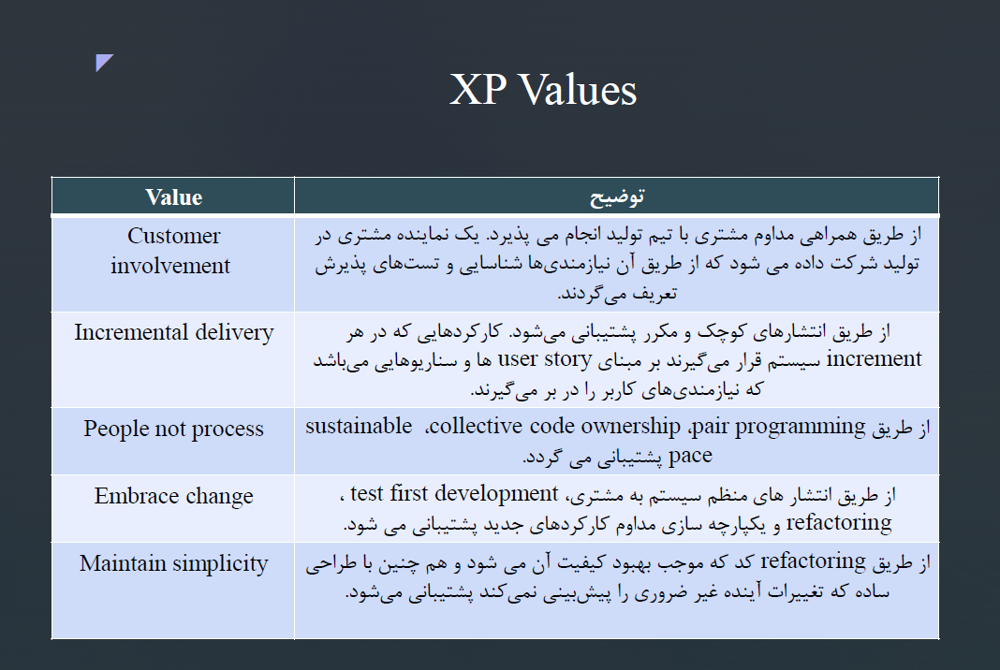 XP Values
Value
توضیح
Customer
involvement
از طریق همراهی مداوم مشتری با تیم تولید انجام می پذیرد. یک نماینده مشتری در
تولید شرکت داده می شود که از طریق آن نیازمندی‌ها شناسایی و تست‌های پذیرش
تعریف می‌گردند.
Incremental delivery
از طریق انتشارهای کوچک و مکرر پشتیبانی می‌شود. کارکردهایی که در هر
increment سیستم قرار می‌گیرند بر مبنای user story ها و سناریوهایی می‌باشد
که نیازمندی‌های کاربر را در بر می‌گیرند.
People not process
از طریق pair programming، collective code ownership، sustainable
pace پشتیبانی می گردد.
Embrace change
از طریق انتشار های منظم سیستم به مشتری، test first development ،
refactoring و یکپارچه سازی مداوم کارکردهای جدید پشتیبانی می شود.
Maintain simplicity
از طریق refactoring کد که موجب بهبود کیفیت آن می شود و هم چنین با طراحی
ساده که تغییرات آینده غیر ضروری را پیش‌بینی نمی‌کند پشتیبانی می‌شود.